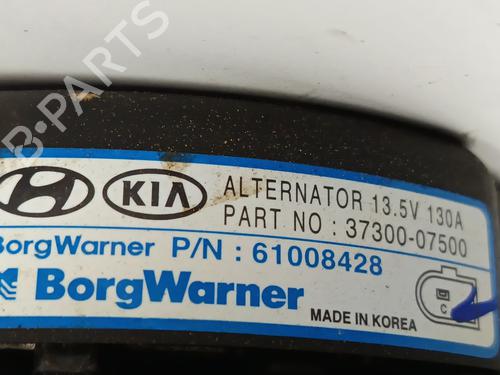 B-PARTS
KIA
ALTERNATOR 13.5V 130A
PART NO : 37300-07500
BorgWarner P/N : 61008428
BorgWarner
MADE IN KOREA
C